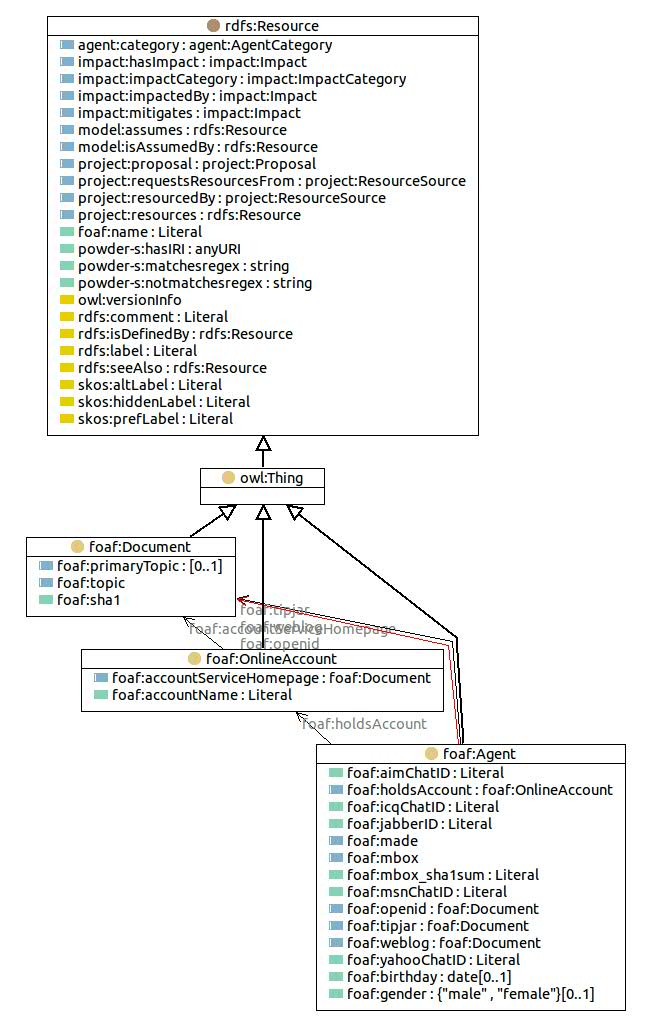 rdfs:Resource
agent:category : agent:AgentCategory
impact:hasImpact : impact:Impact
impact:impactCategory : impact:ImpactCategory
impact:impactedBy : impact:Impact
impact:mitigates : impact:Impact
model:assumes : rdfs:Resource
model:isAssumedBy : rdfs:Resource
project:proposal : project:Proposal
project:requestsResourcesFrom : project:ResourceSource
project:resourcedBy : project:ResourceSource
project:resources : rdfs:Resource
foaf:name : Literal
powder-s:hasIRI : anyURI
powder-s:matchesregex : string
powder-s:notmatchesregex : string
owl:versionInfo
rdfs:comment : Literal
rdfs:isDefinedBy : rdfs:Resource
rdfs:label : Literal
rdfs:seeAlso : rdfs:Resource
skos:altLabel : Literal
skos:hiddenLabel : Literal
skos:prefLabel : Literal
owl:Thing
foaf:Document
foaf:primaryTopic : [0..1]
foaf:topic
foaf:sha1
foaf:tipjar
foaf:weblog
foaf:accountServiceHomepage
foaf:openid
foaf:OnlineAccount
foaf:accountServiceHomepage : foaf:Document
foaf:accountName : Literal
foaf:holdsAccount
foaf:Agent
foaf:aimChatID : Literal
foaf:holdsAccount : foaf:OnlineAccount
foaf:icqChatID : Literal
foaf:jabberID : Literal
foaf:made
foaf:mbox
foaf:mbox_sha1sum : Literal
foaf:msnChatID : Literal
foaf:openid : foaf:Document
foaf:tipjar : foaf:Document
foaf:weblog : foaf:Document
foaf:yahooChatID : Literal
foaf:birthday : date[0..1]
foaf:gender : {"male" , "female"}[0..1]